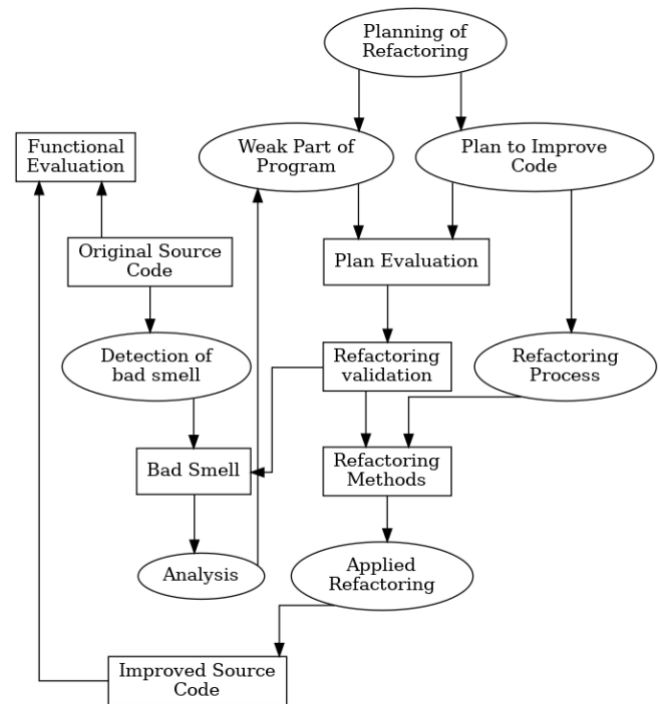 Planning of
Refactoring
Functional
Evaluation
Weak Part of
Program
Plan to Improve
Code
Original Source
Code
Plan Evaluation
Detection of
bad smell
Refactoring
validation
Refactoring
Process
Bad Smell
Refactoring
Methods
Analysis
Applied
Refactoring
Improved Source
Code